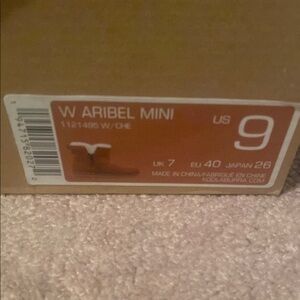 W ARIBEL MINI
1121495 W/CHE
US 9
UK 7 EU 40 JAPAN 26
MADE IN CHINA/FABRIQUÉ EN CHINE
KOOLABURRA.COM